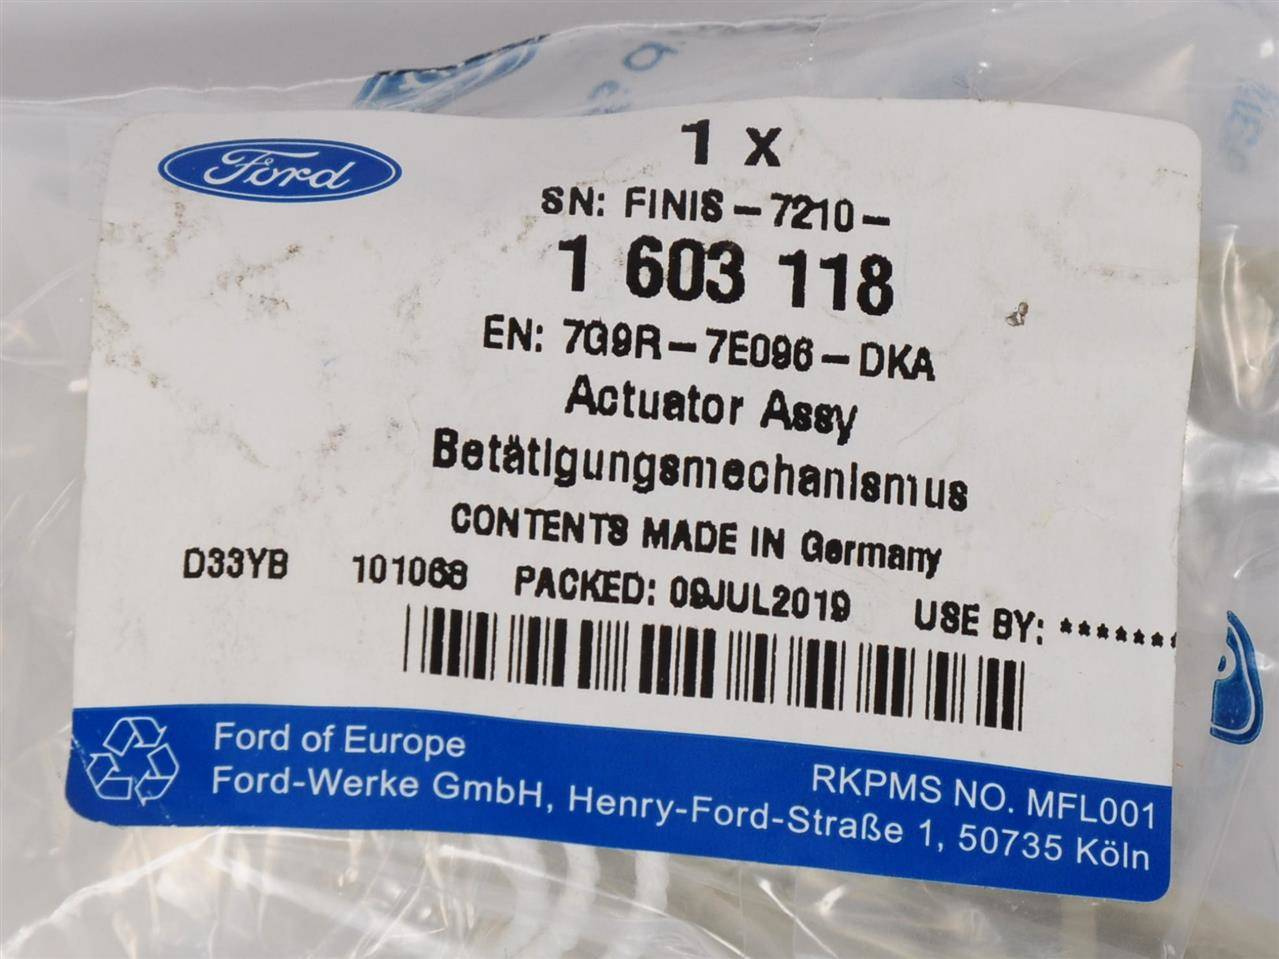 Ford
1 x
SN: FINIS-7210-
1 603 118
EN: 7G9R-7E096-DKA
Actuator Assy
Betätigungsmechanismus
CONTENTS MADE IN Germany
D33YB 101068 PACKED: 09JUL2019 USE BY: *******
Ford of Europe
Ford-Werke GmbH, Henry-Ford-Straße 1, 50735 Köln
RKPMS NO. MFL001